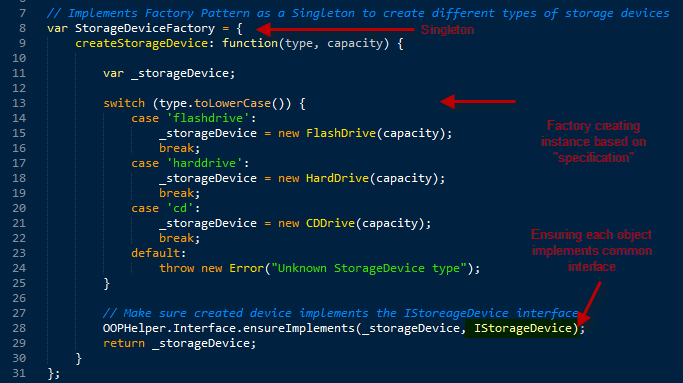 7 // Implements Factory Pattern as a Singleton to create different types of storage devices
8 var StorageDeviceFactory = {
Singleton
9 createStorageDevice: function(type, capacity) {
10
11 var _storageDevice;
12
13 switch (type.toLowerCase()) {
14 case 'flashdrive':
15 _storageDevice = new FlashDrive(capacity);
16 break;
17 case 'harddrive':
18 _storageDevice = new HardDrive(capacity);
19 break;
20 case 'cd':
21 _storageDevice = new CDDrive(capacity);
22 break;
23 default:
24 throw new Error("Unknown StorageDevice type");
25 }
26
27 // Make sure created device implements the IStoreageDevice interface
28 OOPHelper.Interface.ensureImplements(_storageDevice, IStorageDevice);
29 return _storageDevice;
30 }
31 };
Factory creating
instance based on
"specification"
Ensuring each object
implements common
interface